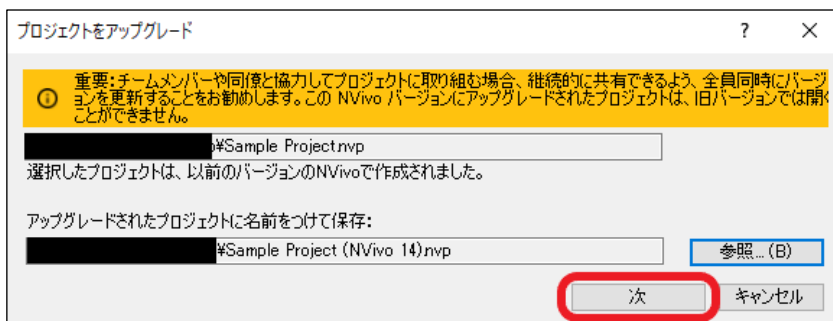 プロジェクトをアップグレード
重要:チームメンバーや同僚と協力してプロジェクトに取り組む場合、継続的に共有できるよう、全員同時にバージ
ョンを更新することをお勧めします。この NVivo バージョンにアップグレードされたプロジェクトは、旧バージョンでは開く
ことができません。
¥Sample Project.nvp
選択したプロジェクトは、以前のバージョンのNVivoで作成されました。
アップグレードされたプロジェクトに名前をつけて保存:
¥Sample Project (NVivo 14).nvp
参照...(B)
次
キャンセル